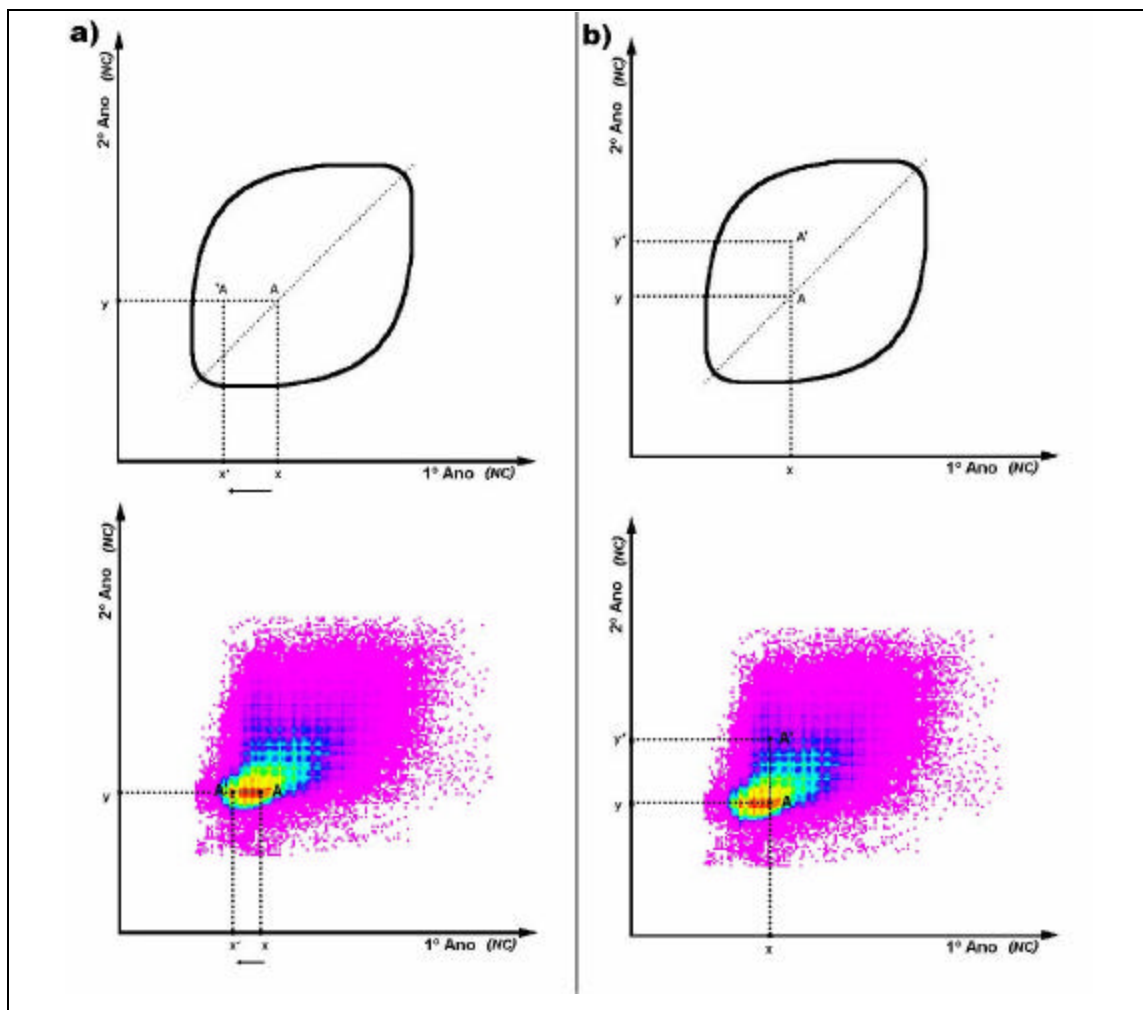 a)
2º Ano (NC)
'A A
y
x' x
1º Ano (NC)
b)
2º Ano (NC)
y' A'
y A
x
1º Ano (NC)
2º Ano (NC)
y A A
x' x
1º Ano (NC)
2º Ano (NC)
y' A'
y A
x
1º Ano (NC)